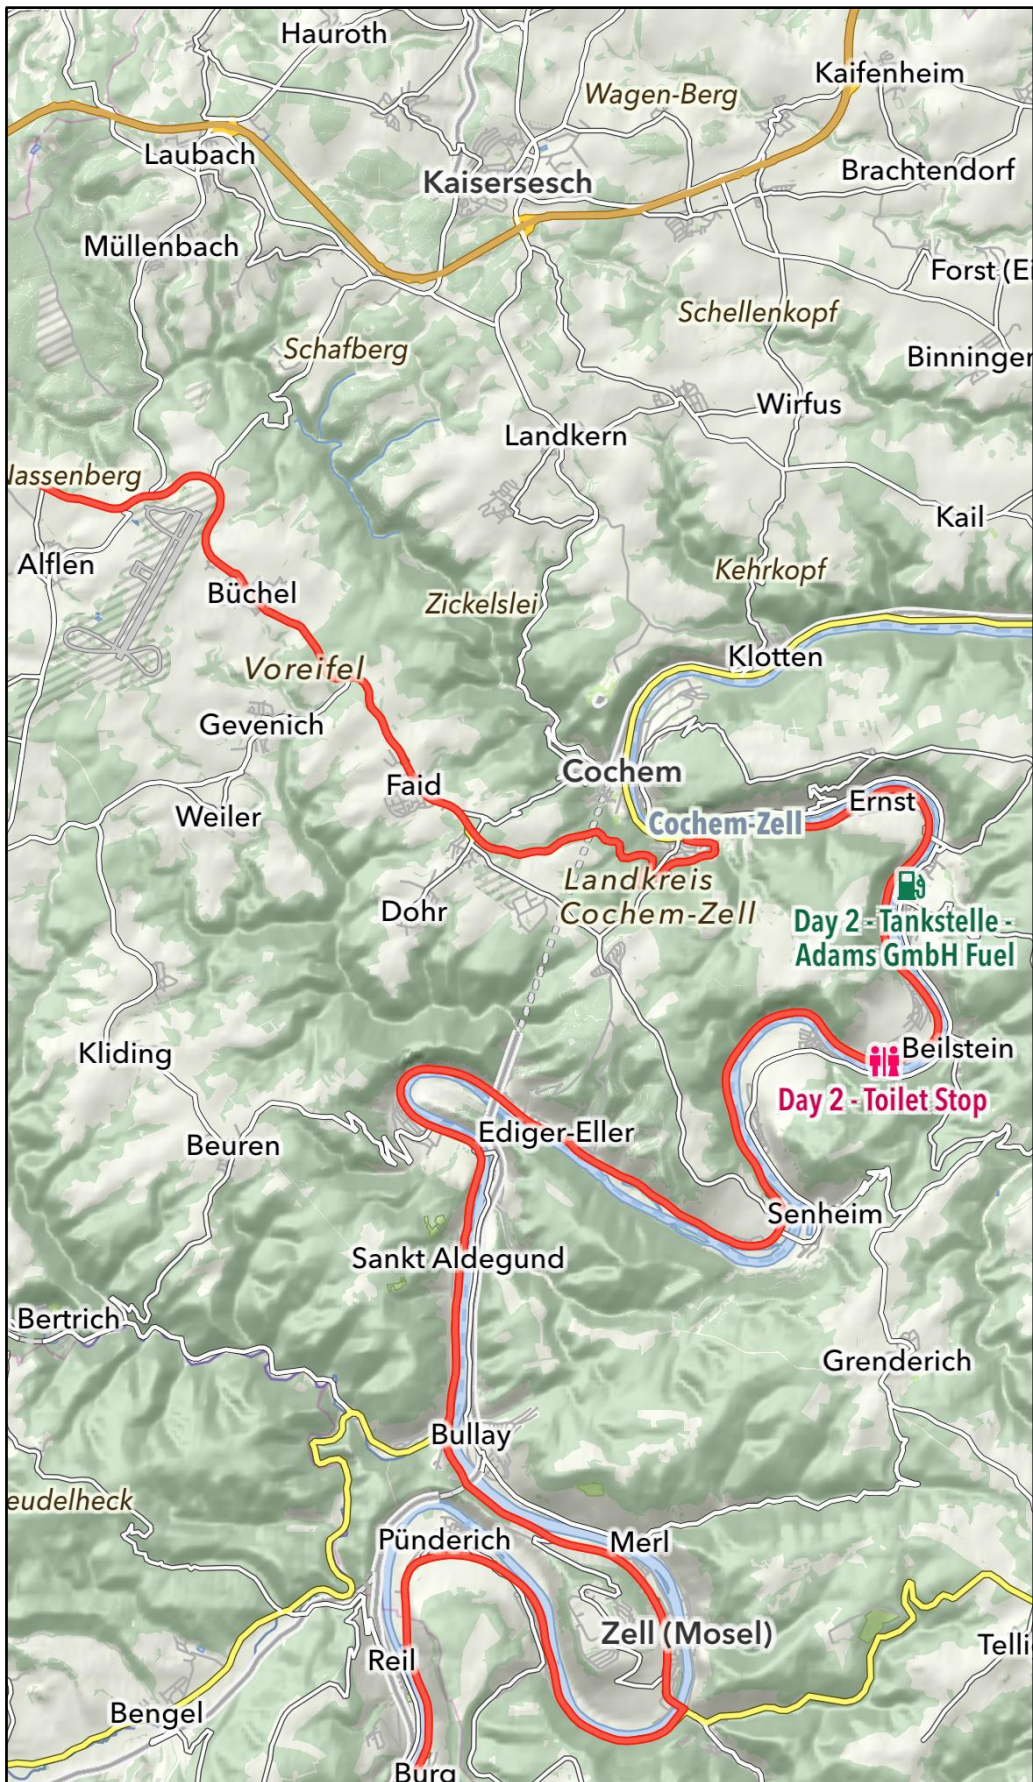 Hauroth
Kaifenheim
Wagen-Berg
Laubach
Brachtendorf
Kaisersesch
Müllenbach
Forst (Ei
Schellenkopf
Schafberg
Binningen
Wirfus
Landkern
Nassenberg
Kail
Alflen
Kehrkopf
Büchel
Zickelslei
Klotten
Voreifel
Gevenich
Cochem
Faid
Ernst
Weiler
Cochem-Zell
Landkreis
Cochem-Zell
Dohr
Day 2 - Tankstelle -
Adams GmbH Fuel
Kliding
Beilstein
Day 2 - Toilet Stop
Ediger-Eller
Beuren
Senheim
Sankt Aldegund
Bertrich
Grenderich
Bullay
eudelheck
Pünderich
Merl
Zell (Mosel)
Telli
Reil
Bengel
Burg